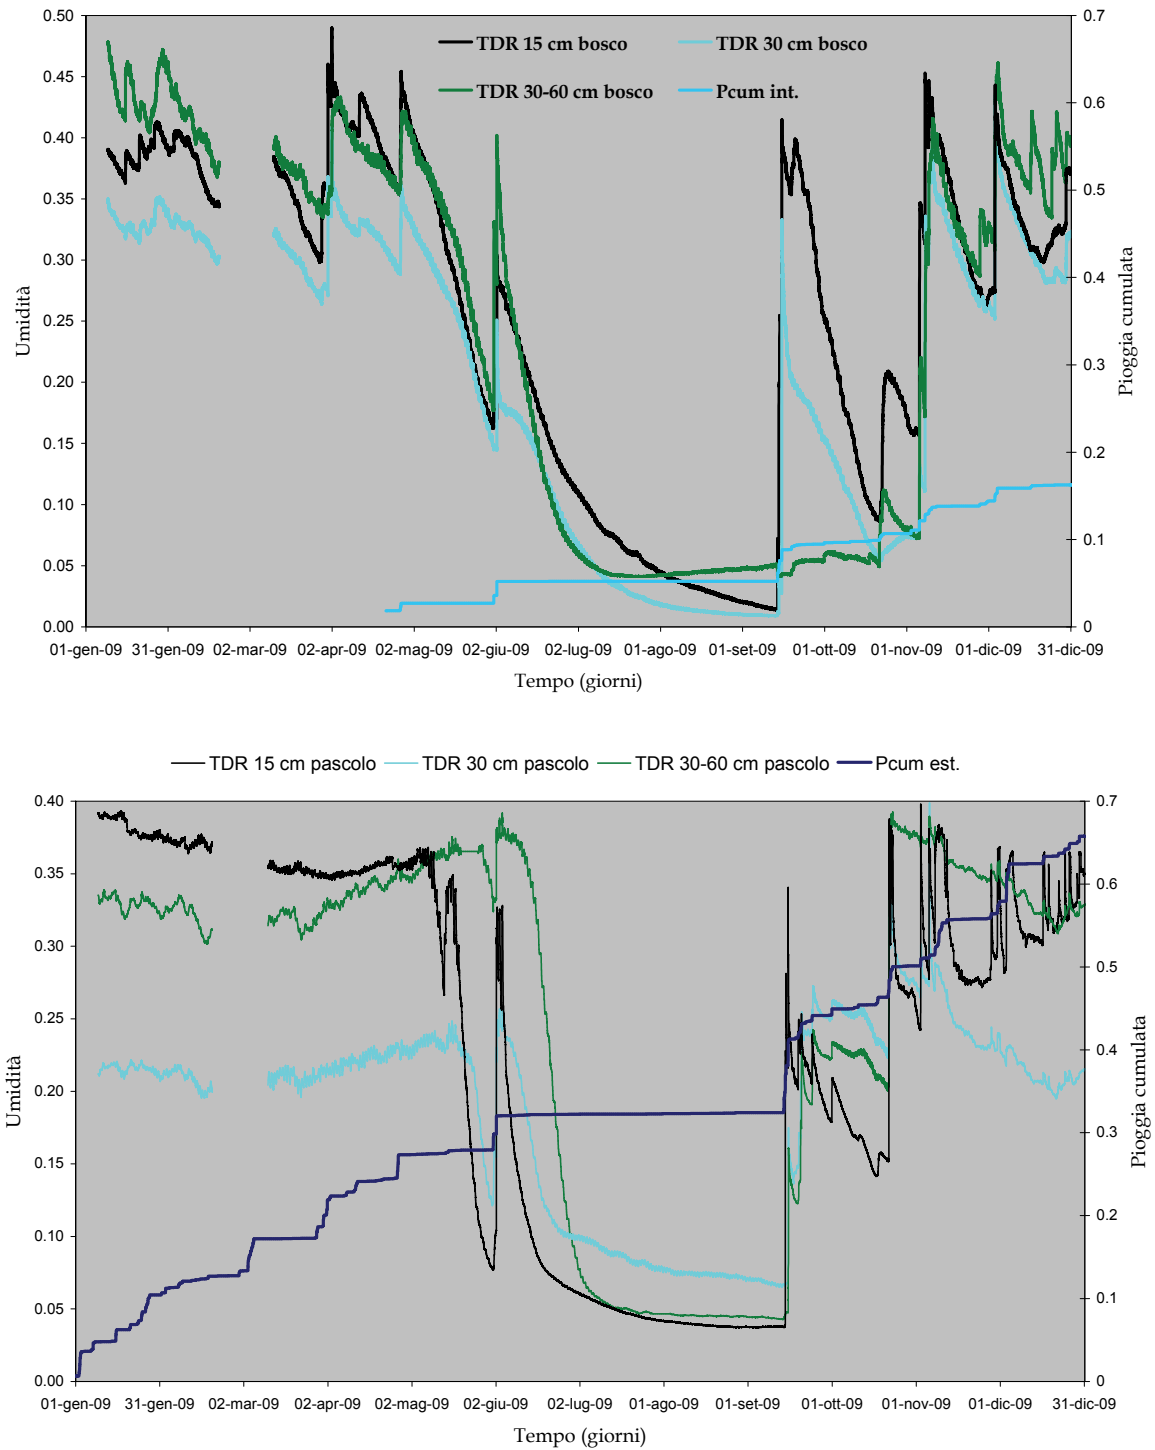 0.50
0.45
0.40
0.35
0.30
0.25
0.20
0.15
0.10
0.05
0.00
Umidità
TDR 15 cm bosco
TDR 30 cm bosco
TDR 30-60 cm bosco
Pcum int.
0.7
0.6
0.5
0.4
0.3
0.2
0.1
0
Pioggia cumulata
01-gen-09 31-gen-09 02-mar-09 02-apr-09 02-mag-09 02-giu-09 02-lug-09 01-ago-09 01-set-09 01-ott-09 01-nov-09 01-dic-09 31-dic-09
Tempo (giorni)
TDR 15 cm pascolo TDR 30 cm pascolo TDR 30-60 cm pascolo Pcum est.
0.40
0.35
0.30
0.25
0.20
0.15
0.10
0.05
0.00
Umidità
0.7
0.6
0.5
0.4
0.3
0.2
0.1
0
Pioggia cumulata
01-gen-09 31-gen-09 02-mar-09 02-apr-09 02-mag-09 02-giu-09 02-lug-09 01-ago-09 01-set-09 01-ott-09 01-nov-09 01-dic-09 31-dic-09
Tempo (giorni)